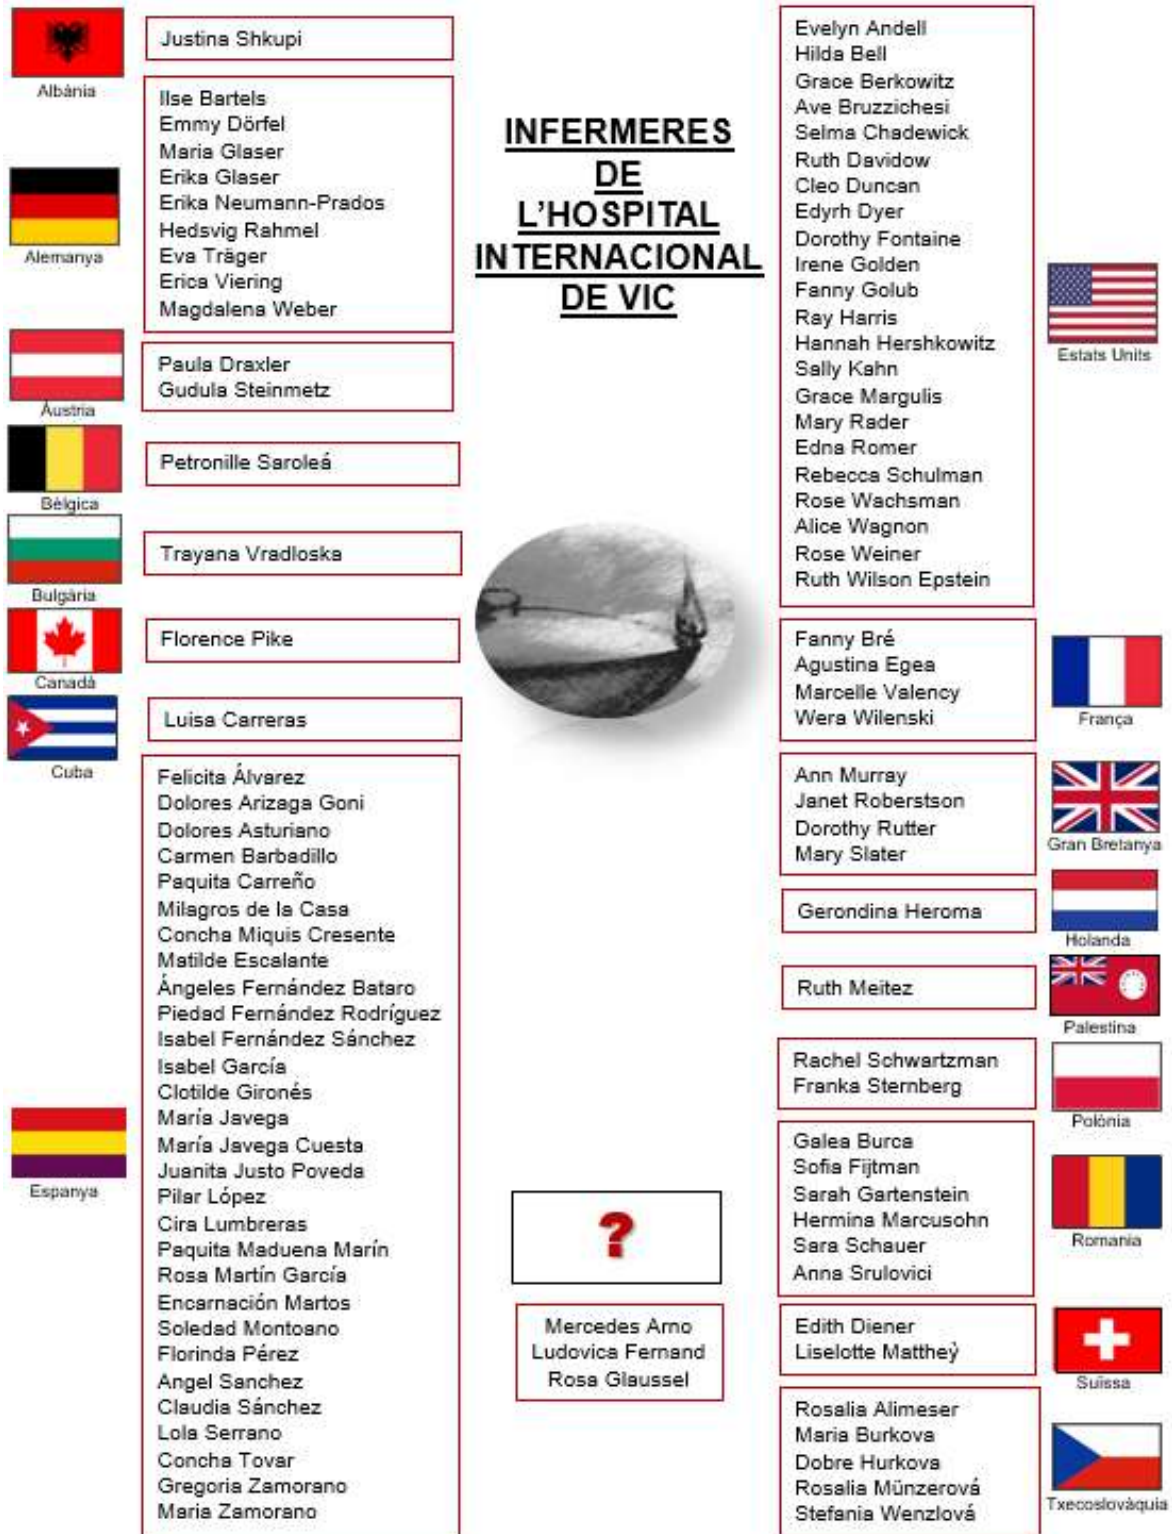 INFERMERES
DE
L'HOSPITAL
INTERNACIONAL
DE VIC
Albània
Justina Shkupi
Alemanya
Ilse Bartels
Emmy Dörfel
Maria Glaser
Erika Glaser
Erika Neumann-Prados
Hedsvig Rahmel
Eva Träger
Erica Viering
Magdalena Weber
Àustria
Paula Draxler
Gudula Steinmetz
Bèlgica
Petronille Saroleá
Bulgària
Trayana Vradloska
Canadà
Florence Pike
Cuba
Luisa Carreras
Espanya
Felicita Álvarez
Dolores Arizaga Goni
Dolores Asturiano
Carmen Barbadillo
Paquita Carreño
Milagros de la Casa
Concha Miquis Cresente
Matilde Escalante
Ángeles Fernández Bataro
Piedad Fernández Rodríguez
Isabel Fernández Sánchez
Isabel García
Clotilde Gironés
María Javega
María Javega Cuesta
Juanita Justo Poveda
Pilar López
Cira Lumbreras
Paquita Maduena Marín
Rosa Martín García
Encarnación Martos
Soledad Montoano
Florinda Pérez
Angel Sanchez
Claudia Sánchez
Lola Serrano
Concha Tovar
Gregoria Zamorano
Maria Zamorano
?
Mercedes Arno
Ludovica Fernand
Rosa Glaussel
Evelyn Andell
Hilda Bell
Grace Berkowitz
Ave Bruzzichesi
Selma Chadewick
Ruth Davidow
Cleo Duncan
Edyrh Dyer
Dorothy Fontaine
Irene Golden
Fanny Golub
Ray Harris
Hannah Hershkowitz
Sally Kahn
Grace Margulis
Mary Rader
Edna Romer
Rebecca Schulman
Rose Wachsman
Alice Wagnon
Rose Weiner
Ruth Wilson Epstein
Estats Units
Fanny Bré
Agustina Egea
Marcelle Valency
Wera Wilenski
França
Ann Murray
Janet Roberstson
Dorothy Rutter
Mary Slater
Gran Bretanya
Gerondina Heroma
Holanda
Ruth Meitez
Palestina
Rachel Schwartzman
Franka Sternberg
Polònia
Galea Burca
Sofia Fijtman
Sarah Gartenstein
Hermina Marcusohn
Sara Schauer
Anna Srulovici
Romania
Edith Diener
Liselotte Mattheỳ
Suïssa
Rosalia Alimeser
Maria Burkova
Dobre Hurkova
Rosalia Münzerová
Stefania Wenzlová
Txecoslovàquia